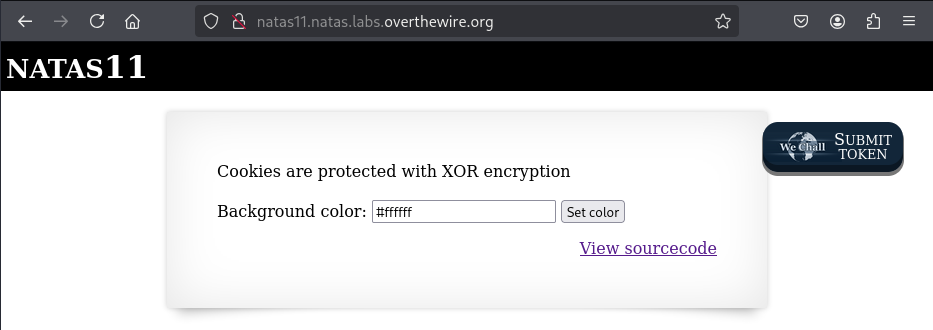 natas11.natas.labs.overthewire.org
NATAS11
We Chall SUBMIT TOKEN
Cookies are protected with XOR encryption
Background color: #ffffff Set color
View sourcecode